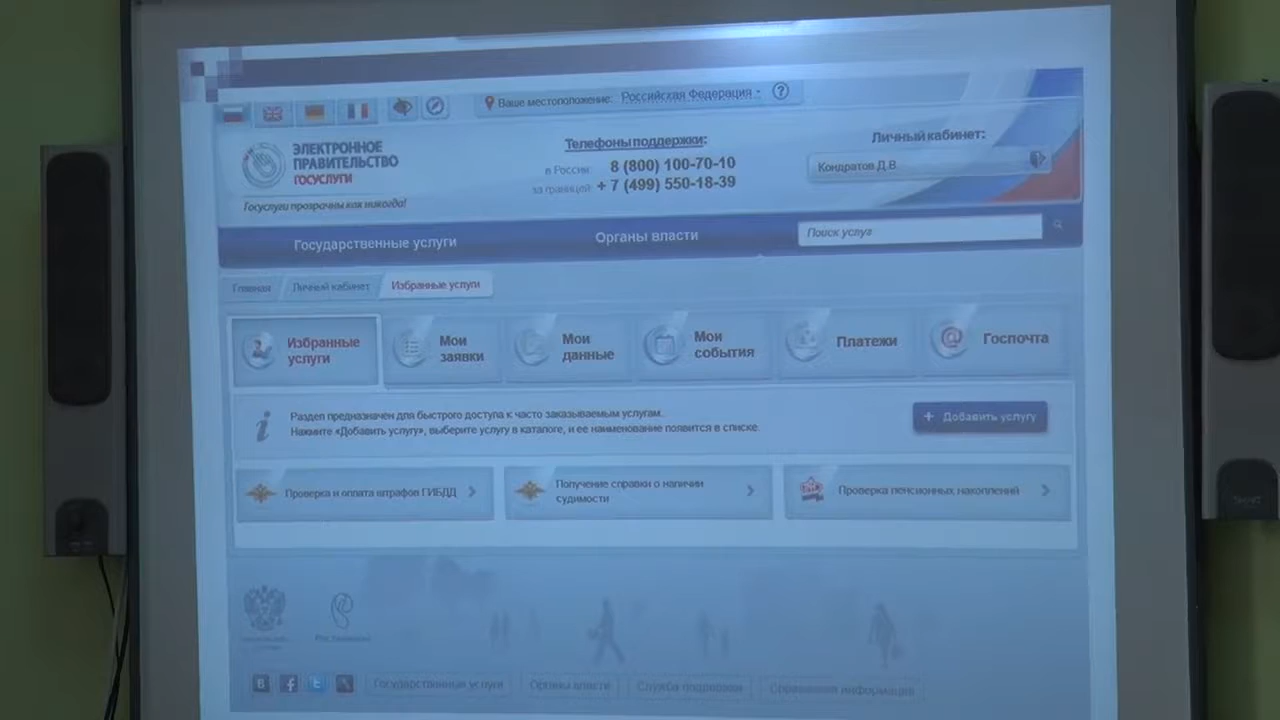 Ваше местоположение: Российская Федерация ?
ЭЛЕКТРОННОЕ
ПРАВИТЕЛЬСТВО
ГОСУСЛУГИ
Госуслуги прозрачны как никогда!
Телефоны поддержки:
в России: 8 (800) 100-70-10
за границей: + 7 (499) 550-18-39
Личный кабинет:
Кондратов Д.В.
Государственные услуги
Органы власти
Поиск услуг
Главная
Личный кабинет
Избранные услуги
Избранные
услуги
Мои
заявки
Мои
данные
Мои
события
Платежи
@ Госпочта
i
Раздел предназначен для быстрого доступа к часто заказываемым услугам.
Нажмите «Добавить услугу», выберите услугу в каталоге, и ее наименование появится в списке.
+ Добавить услугу
Проверка и оплата штрафов ГИБДД
Получение справки о наличии
судимости
Проверка пенсионных накоплений
Ростелеком
Государственные услуги
Органы власти
Служба поддержки
Справочная информация